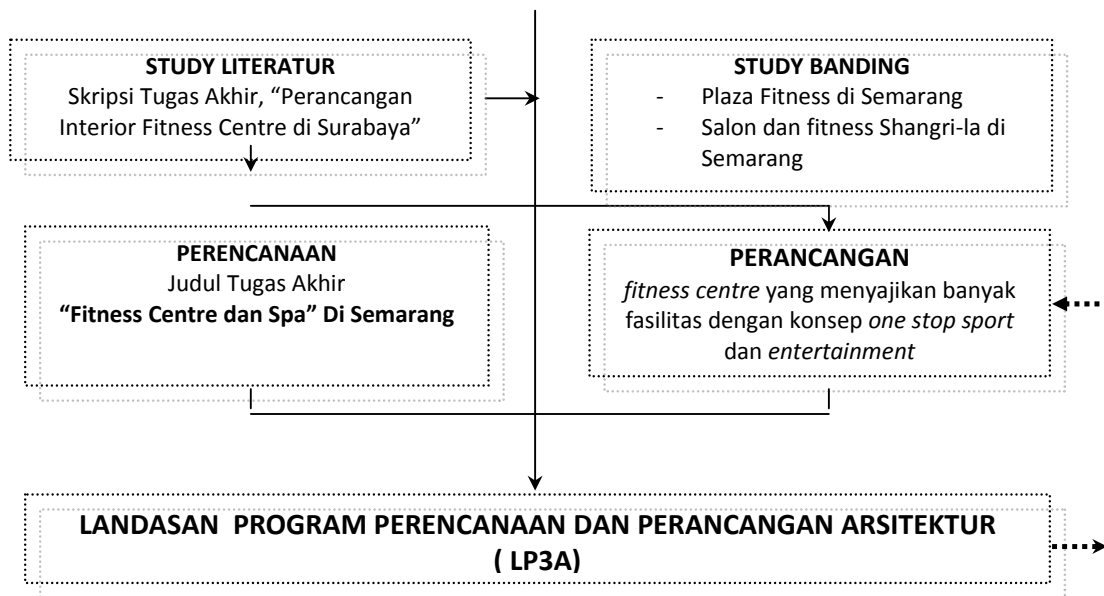 STUDY LITERATUR
Skripsi Tugas Akhir, “Perancangan
Interior Fitness Centre di Surabaya”
STUDY BANDING
- Plaza Fitness di Semarang
- Salon dan fitness Shangri-la di
Semarang
PERENCANAAN
Judul Tugas Akhir
“Fitness Centre dan Spa” Di Semarang
PERANCANGAN
fitness centre yang menyajikan banyak
fasilitas dengan konsep one stop sport
dan entertainment
LANDASAN PROGRAM PERENCANAAN DAN PERANCANGAN ARSITEKTUR
( LP3A)